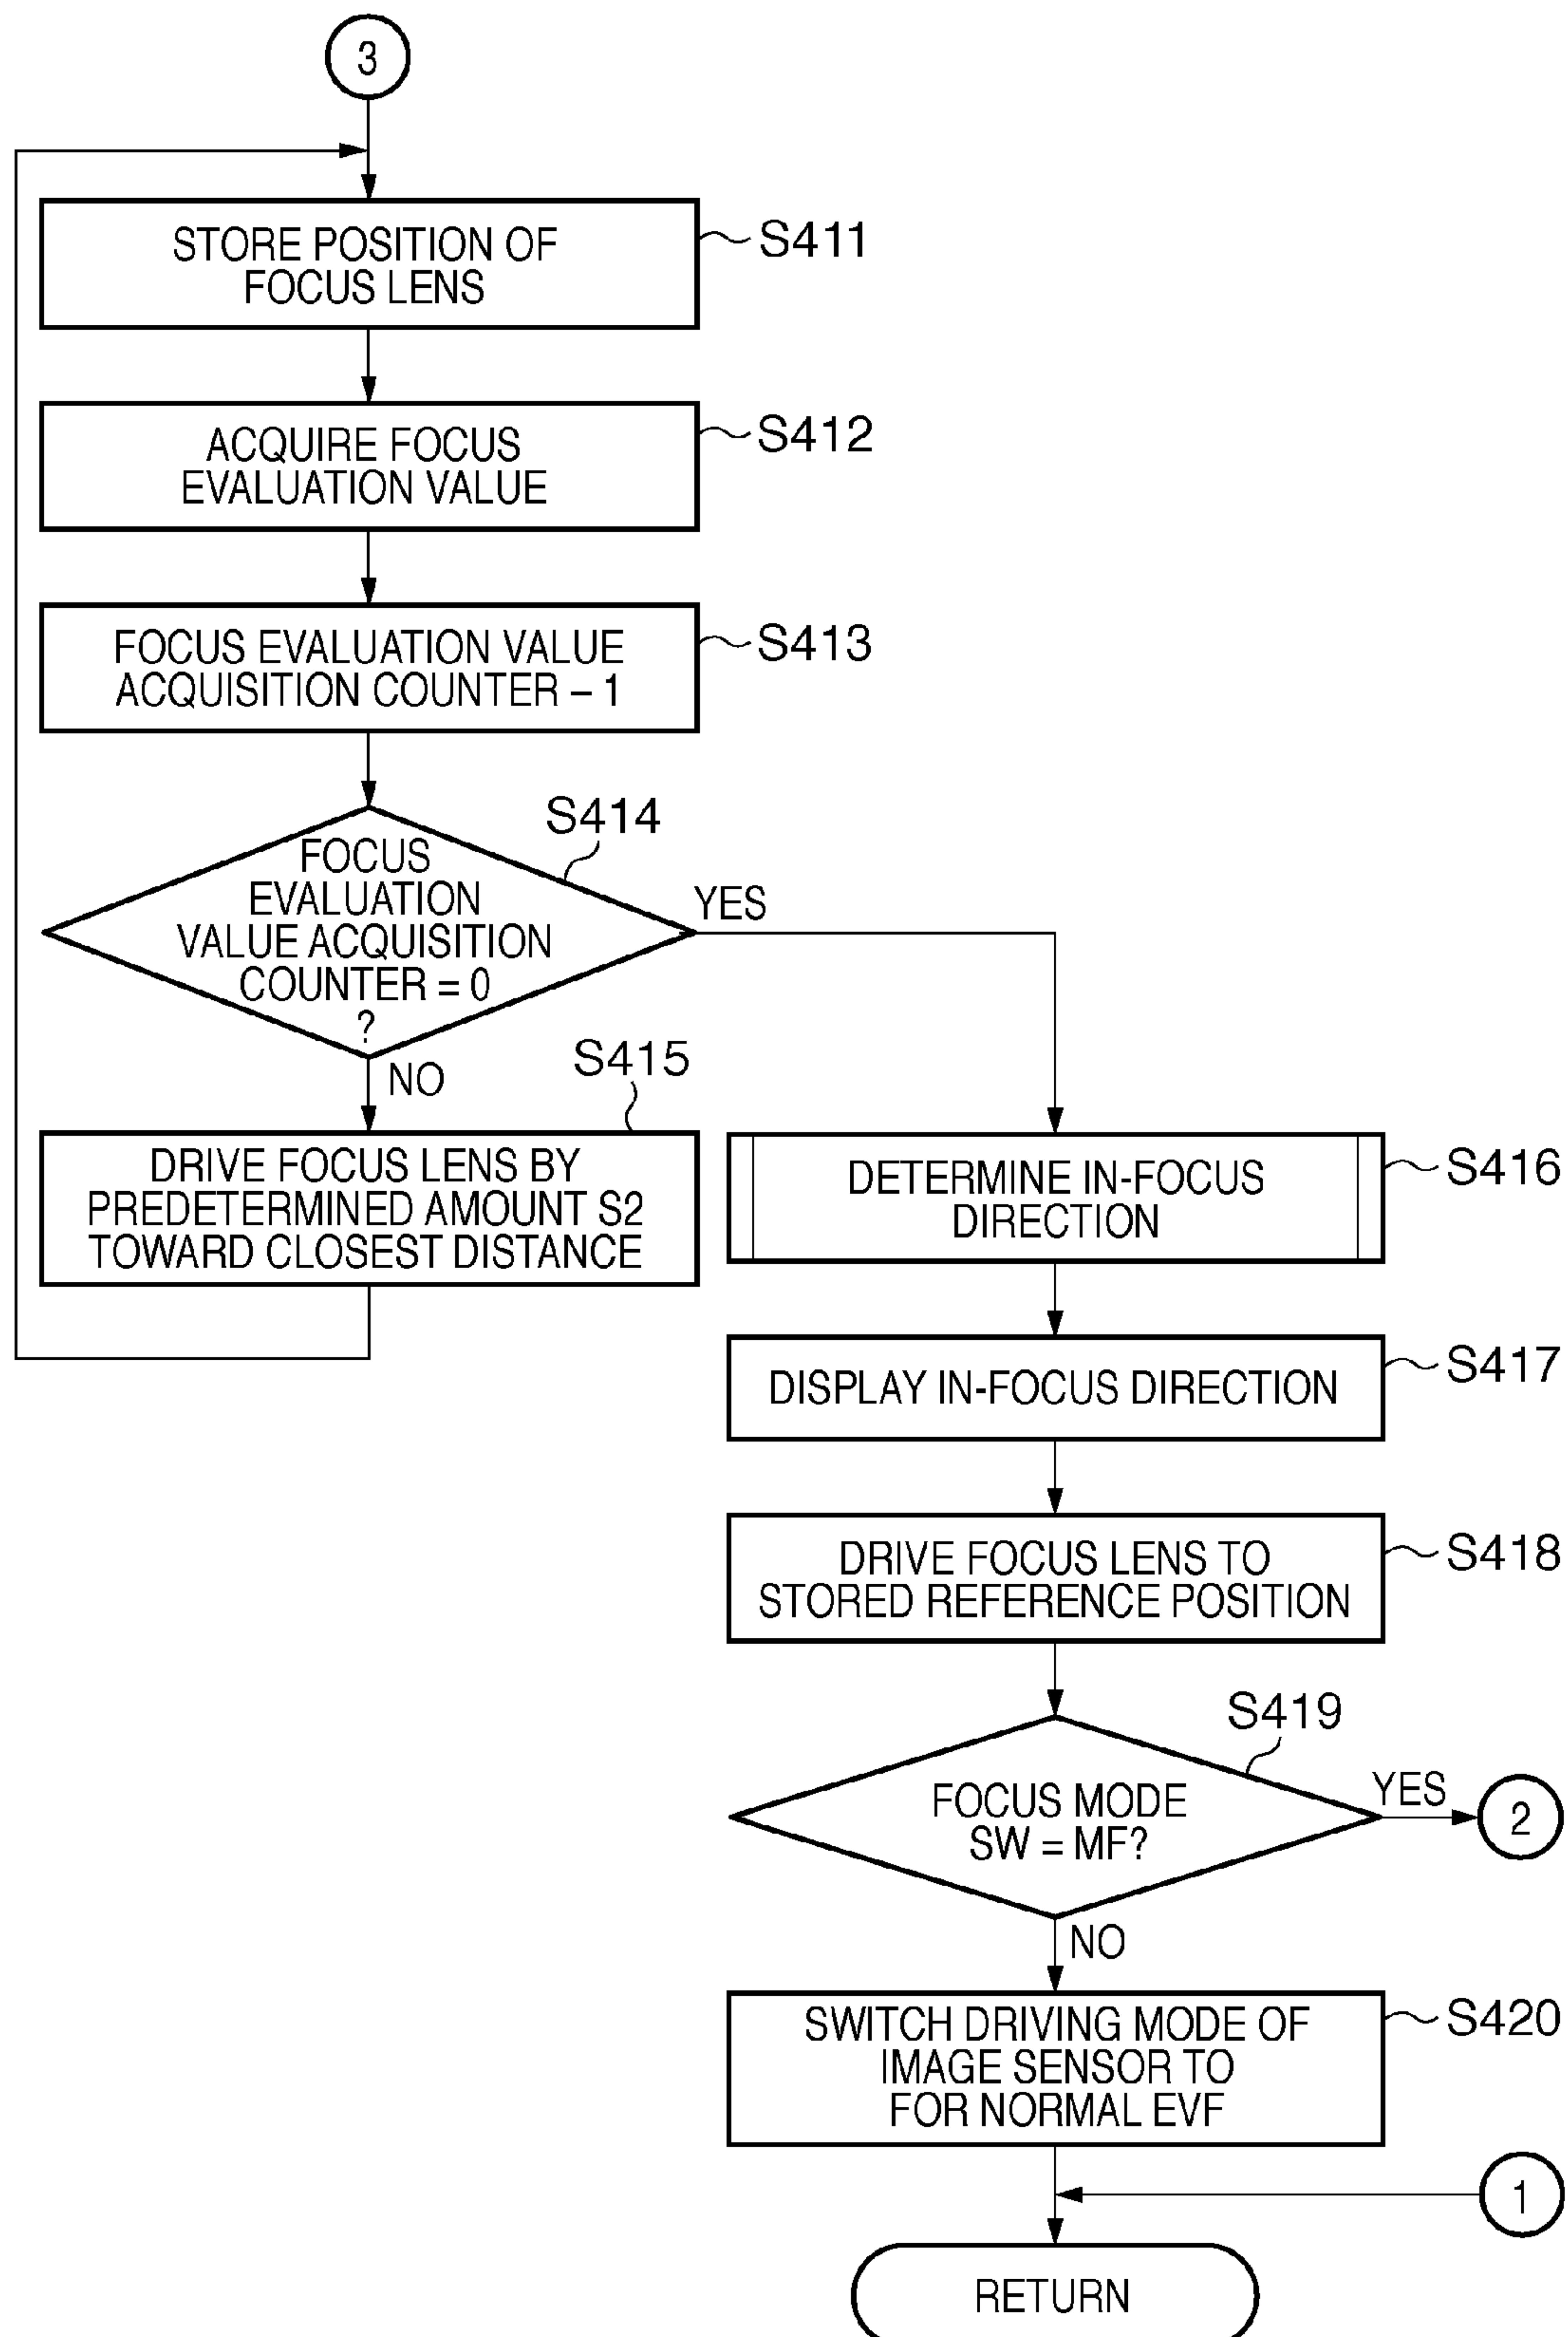 3
STORE POSITION OF
FOCUS LENS
S411
ACQUIRE FOCUS
EVALUATION VALUE
S412
FOCUS EVALUATION VALUE
ACQUISITION COUNTER – 1
S413
S414
FOCUS
EVALUATION
VALUE ACQUISITION
COUNTER = 0
?
YES
NO
S415
DRIVE FOCUS LENS BY
PREDETERMINED AMOUNT S2
TOWARD CLOSEST DISTANCE
DETERMINE IN-FOCUS
DIRECTION
S416
DISPLAY IN-FOCUS DIRECTION
S417
DRIVE FOCUS LENS TO
STORED REFERENCE POSITION
S418
S419
FOCUS MODE
SW = MF?
YES
2
NO
SWITCH DRIVING MODE OF
IMAGE SENSOR TO
FOR NORMAL EVF
S420
1
RETURN